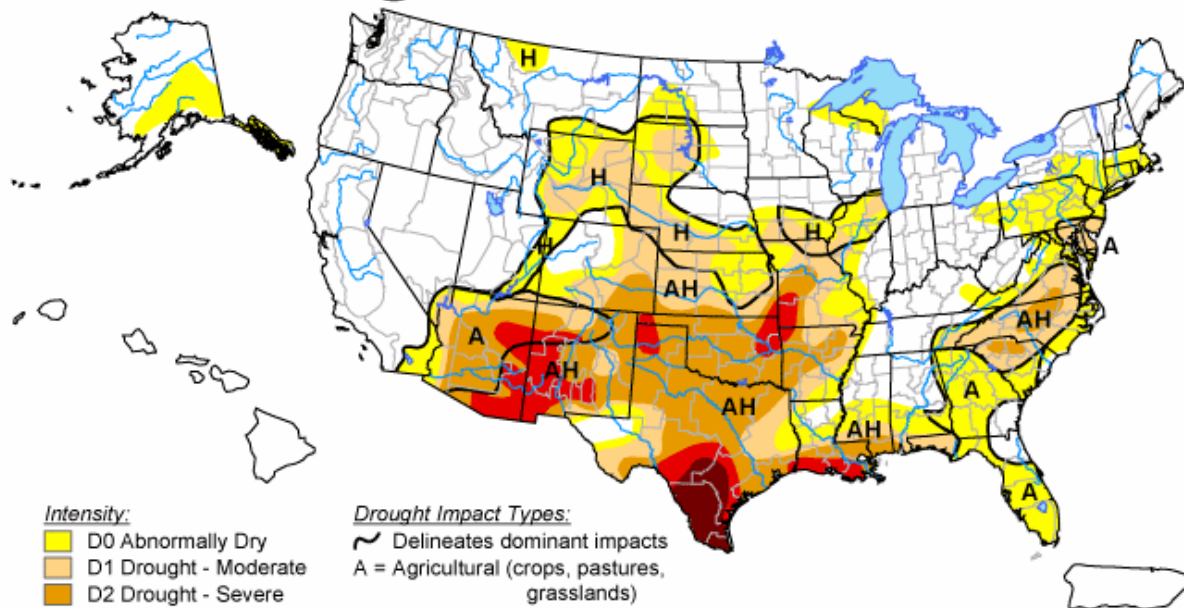 H
H
H
H
H
AH
A
A
AH
AH
AH
A
AH
A
Intensity:
D0 Abnormally Dry
D1 Drought - Moderate
D2 Drought - Severe
Drought Impact Types:
Delineates dominant impacts
A = Agricultural (crops, pastures,
grasslands)